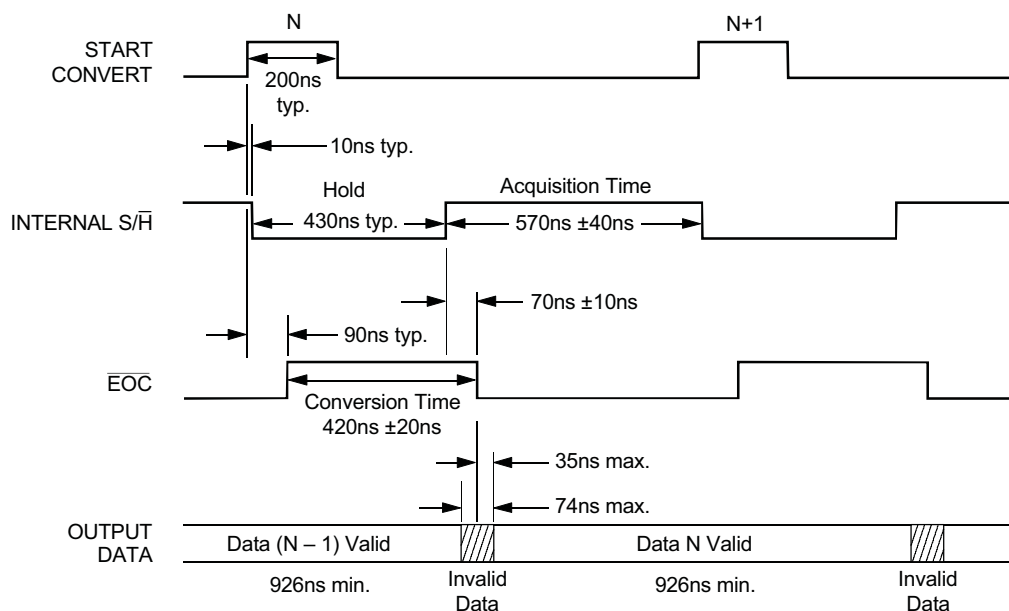 N
N+1
START
CONVERT
200ns
typ.
10ns typ.
Hold
Acquisition Time
INTERNAL S/H̅
430ns typ.
570ns ±40ns
70ns ±10ns
90ns typ.
E̅O̅C̅
Conversion Time
420ns ±20ns
35ns max.
74ns max.
OUTPUT
DATA
Data (N – 1) Valid
Data N Valid
926ns min.
Invalid
Data
926ns min.
Invalid
Data